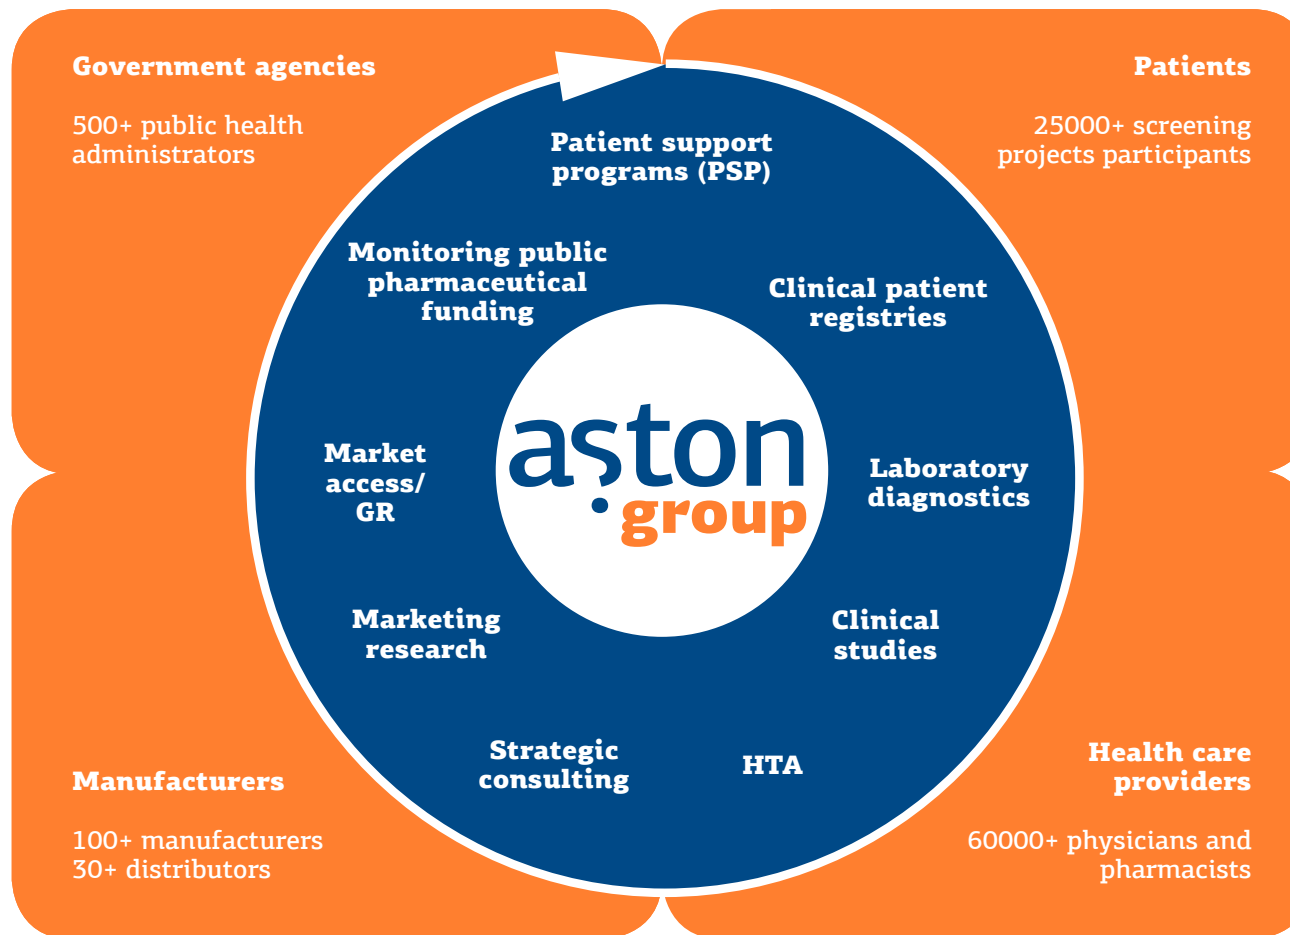 Government agencies
500+ public health
administrators
Patients
25000+ screening
projects participants
Patient support
programs (PSP)
Monitoring public
pharmaceutical
funding
Clinical patient
registries
aston
group
Market
access/
GR
Laboratory
diagnostics
Marketing
research
Clinical
studies
Strategic
consulting
HTA
Manufacturers
100+ manufacturers
30+ distributors
Health care
providers
60000+ physicians and
pharmacists